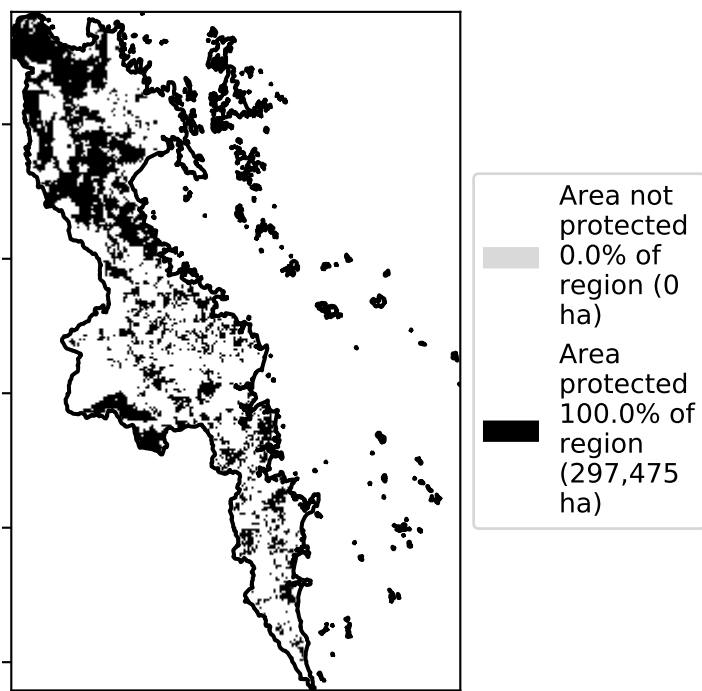 Area not
protected
0.0% of
region (0
ha)
Area
protected
100.0% of
region
(297,475
ha)